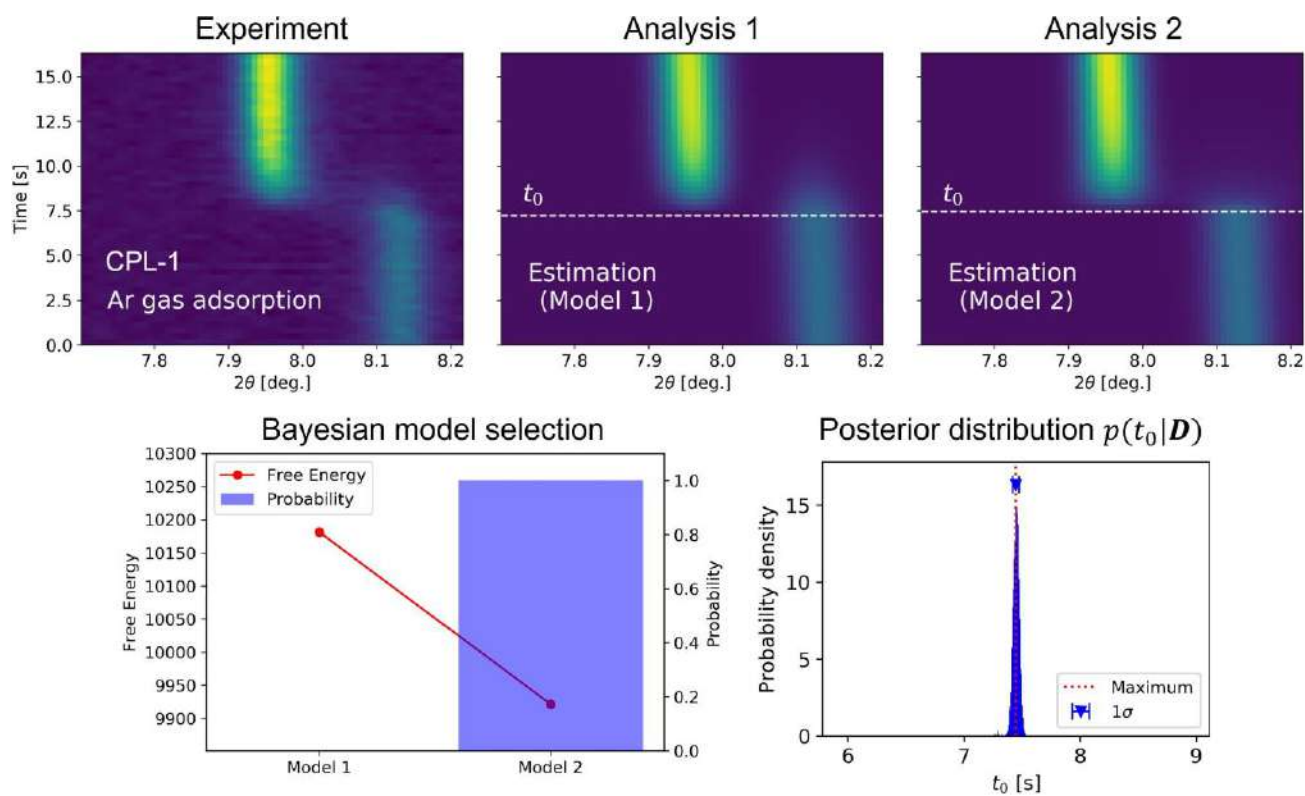 Experiment
Analysis 1
Analysis 2
Time [s]
15.0
12.5
10.0
7.5
5.0
2.5
0.0
CPL-1
Ar gas adsorption
7.8
7.9
8.0
8.1
8.2
2θ [deg.]
t₀
Estimation
(Model 1)
7.8
7.9
8.0
8.1
8.2
2θ [deg.]
t₀
Estimation
(Model 2)
7.8
7.9
8.0
8.1
8.2
2θ [deg.]
Bayesian model selection
Free Energy
10300
10250
10200
10150
10100
10050
10000
9950
9900
Free Energy
Probability
1.0
0.8
0.6
0.4
0.2
0.0
Probability
Model 1
Model 2
Posterior distribution p(t₀|D)
Probability density
15
10
5
0
Maximum
1σ
6
7
8
9
t₀ [s]